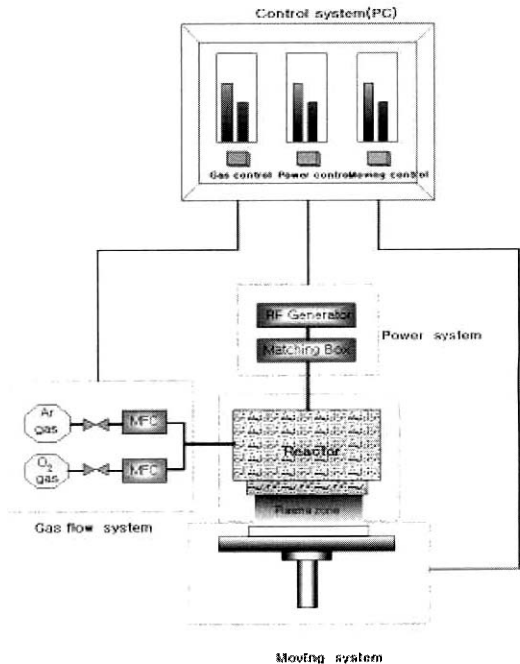 Control system(PC)
Gas control Power control Moving control
RF Generator
Matching Box
Power system
Ar
gas
MFC
O2
gas
MFC
Reactor
Plasma zone
Gas flow system
Moving system